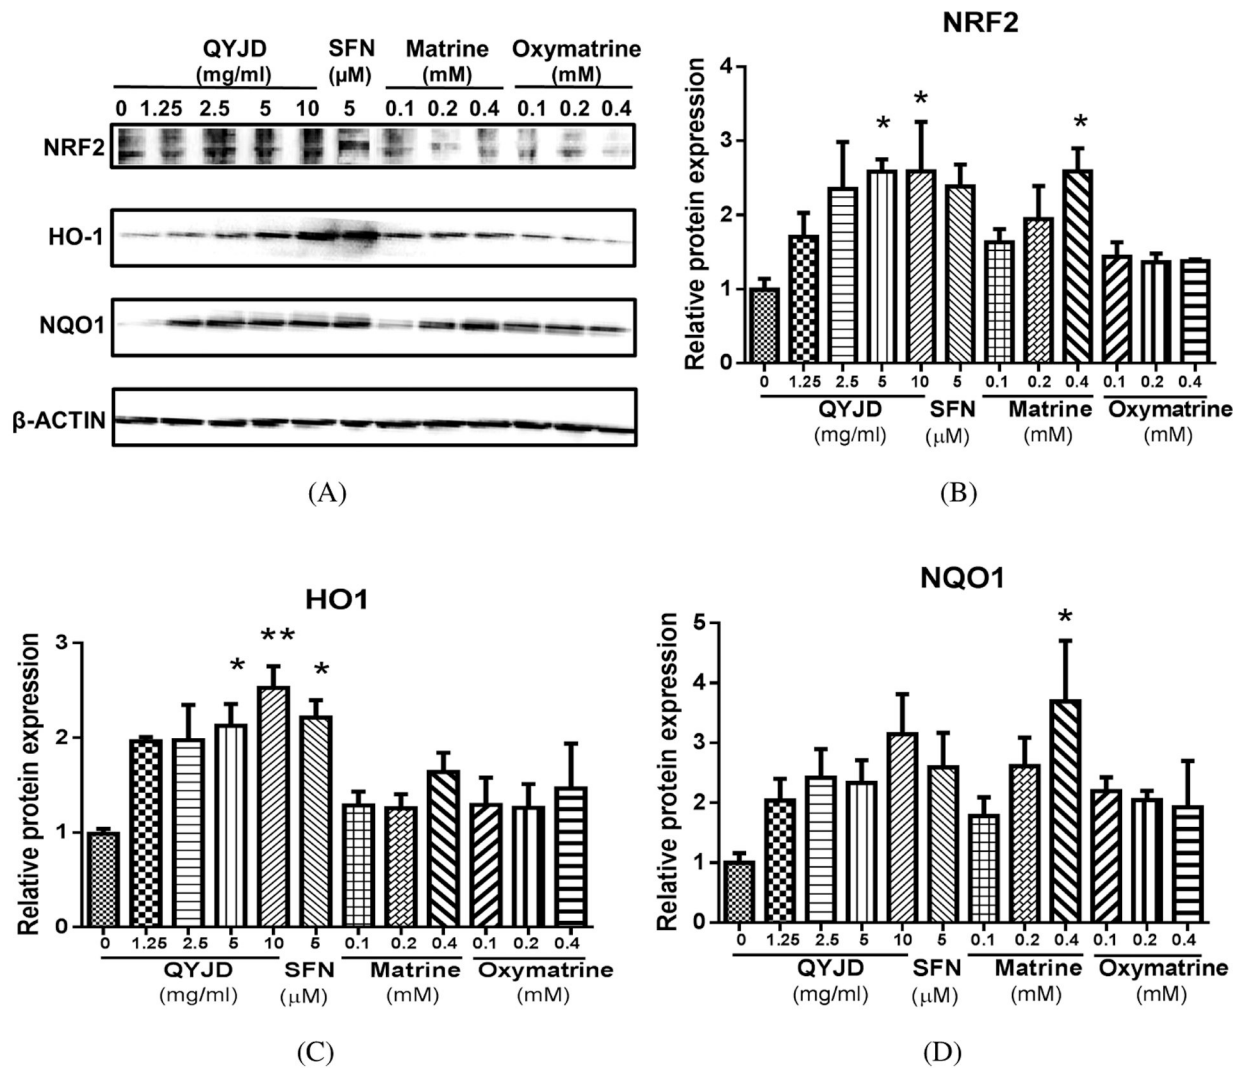 QYJD SFN Matrine Oxymatrine
(mg/ml) (μM) (mM) (mM)
0 1.25 2.5 5 10 5 0.1 0.2 0.4 0.1 0.2 0.4
NRF2
HO-1
NQO1
β-ACTIN
(A)
NRF2
Relative protein expression
4
3
2
1
0
* * *
0 1.25 2.5 5 10 5 0.1 0.2 0.4 0.1 0.2 0.4
QYJD SFN Matrine Oxymatrine
(mg/ml) (μM) (mM) (mM)
(B)
HO1
Relative protein expression
3
2
1
0
* ** *
0 1.25 2.5 5 10 5 0.1 0.2 0.4 0.1 0.2 0.4
QYJD SFN Matrine Oxymatrine
(mg/ml) (μM) (mM) (mM)
(C)
NQO1
Relative protein expression
5
4
3
2
1
0
*
0 1.25 2.5 5 10 5 0.1 0.2 0.4 0.1 0.2 0.4
QYJD SFN Matrine Oxymatrine
(mg/ml) (μM) (mM) (mM)
(D)